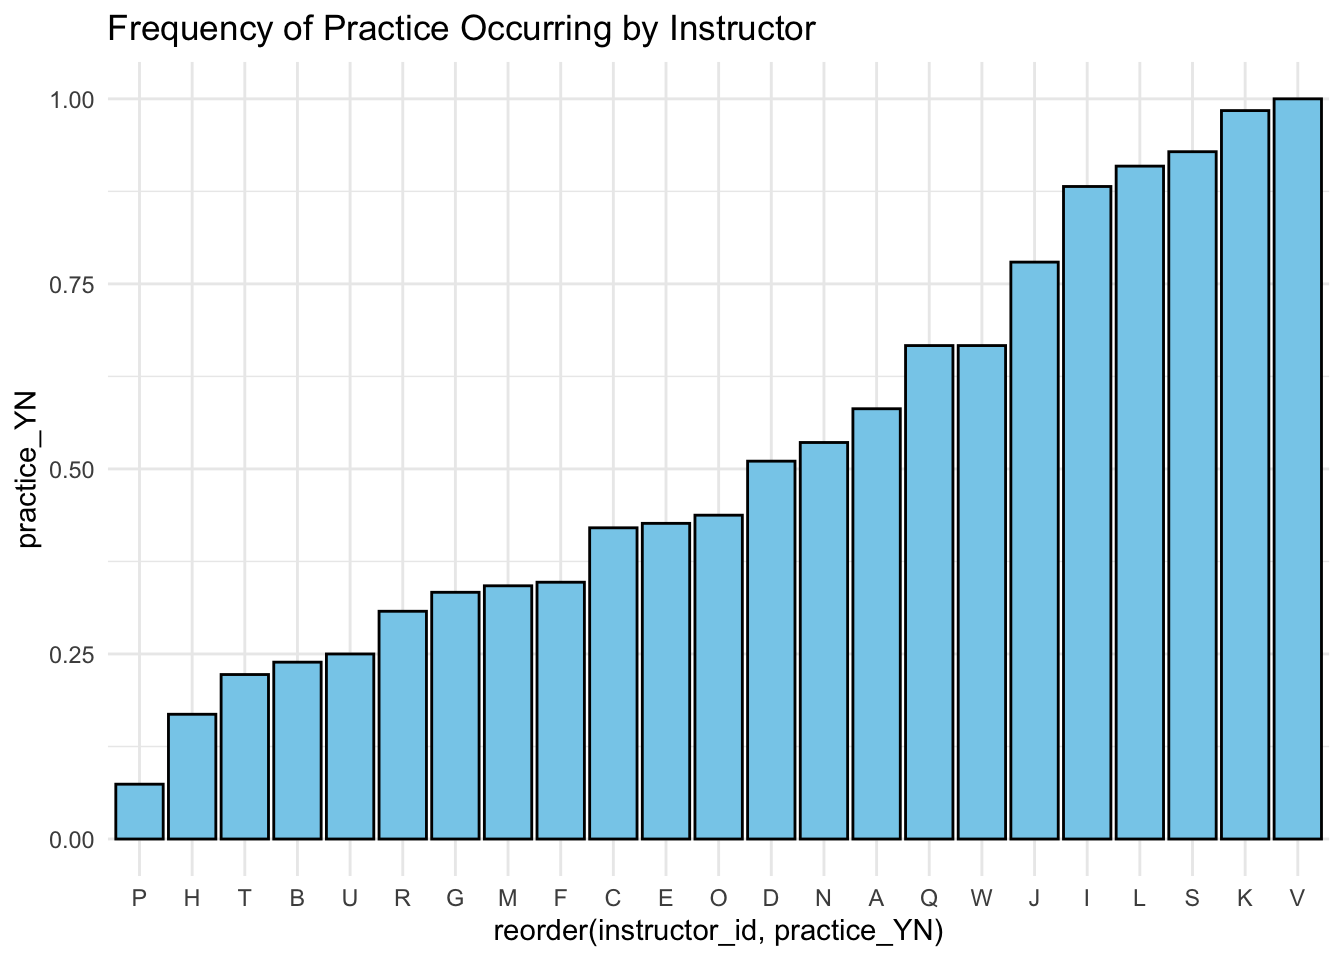 Frequency of Practice Occurring by Instructor
1.00
0.75
0.50
0.25
0.00
practice_YN
P H T B U R G M F C E O D N A Q W J I L S K V
reorder(instructor_id, practice_YN)